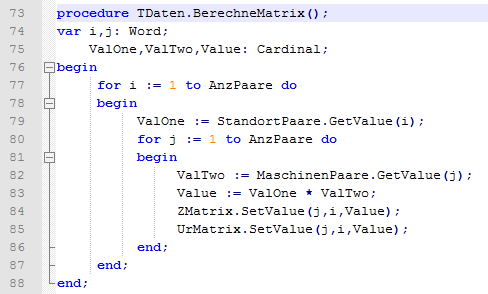 73 procedure TDaten.BerechneMatrix();
74 var i,j: Word;
75     ValOne,ValTwo,Value: Cardinal;
76 begin
77      for i := 1 to AnzPaare do
78      begin
79           ValOne := StandortPaare.GetValue(i);
80           for j := 1 to AnzPaare do
81           begin
82                ValTwo := MaschinenPaare.GetValue(j);
83                Value := ValOne * ValTwo;
84                ZMatrix.SetValue(j,i,Value);
85                UrMatrix.SetValue(j,i,Value);
86           end;
87      end;
88 end;